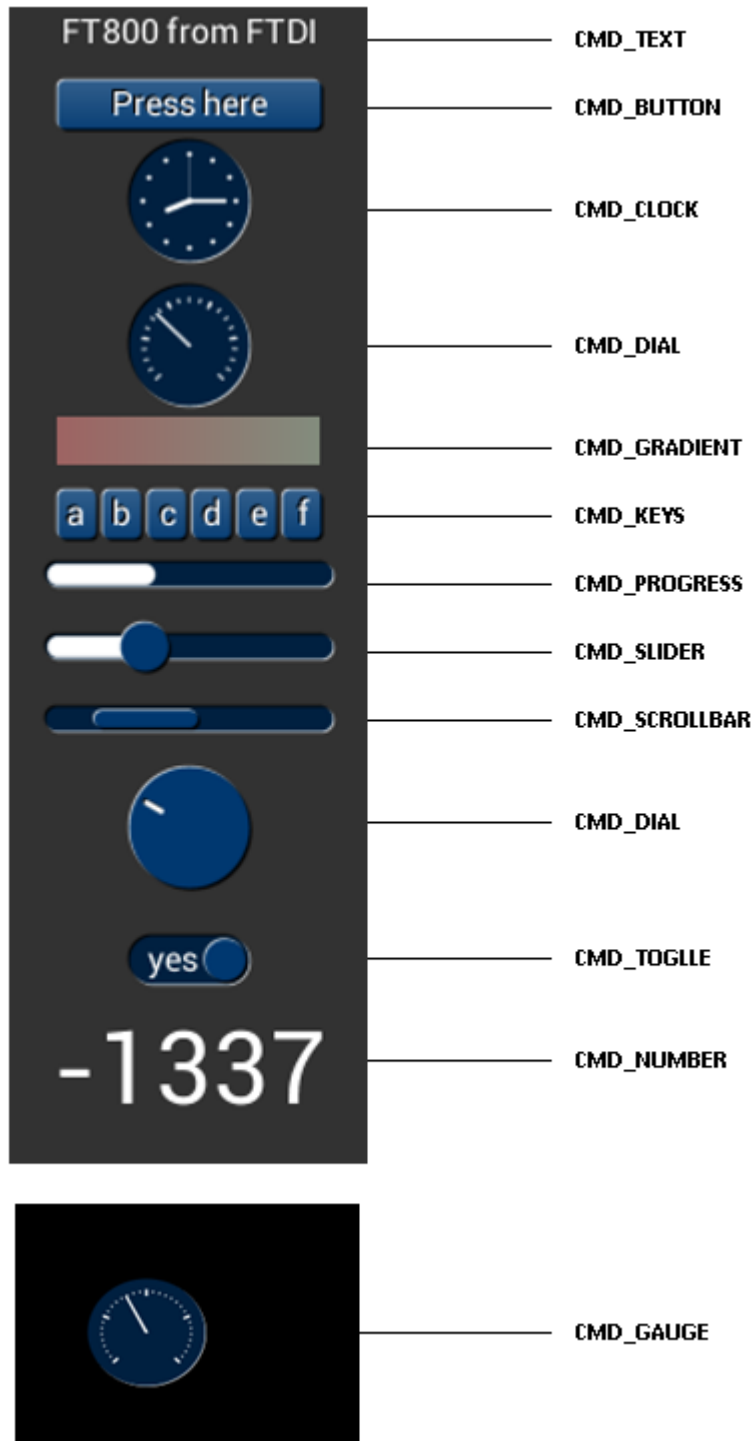 FT800 from FTDI
CMD_TEXT
Press here
CMD_BUTTON
CMD_CLOCK
CMD_DIAL
CMD_GRADIENT
a b c d e f
CMD_KEYS
CMD_PROGRESS
CMD_SLIDER
CMD_SCROLLBAR
CMD_DIAL
yes
CMD_TOGLLE
-1337
CMD_NUMBER
CMD_GAUGE